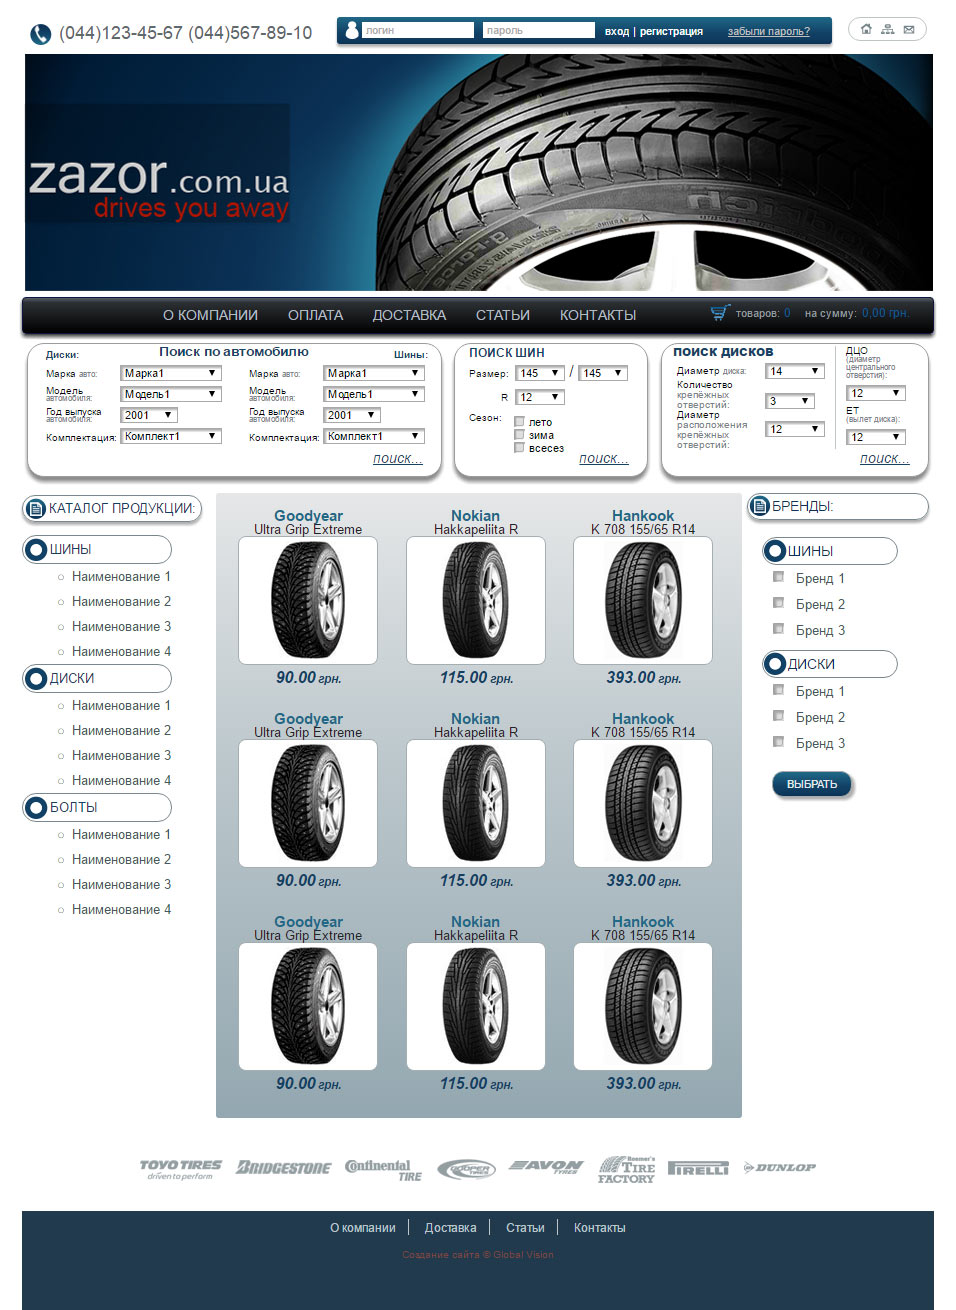 (044)123-45-67 (044)567-89-10
логин
пароль
вход | регистрация
забыли пароль?
zazor.com.ua
drives you away
О КОМПАНИИ
ОПЛАТА
ДОСТАВКА
СТАТЬИ
КОНТАКТЫ
товаров: 0
на сумму: 0,00 грн.
Диски:
Поиск по автомобилю
Шины:
Марка авто:
Марка1
Марка авто:
Марка1
Модель
автомобиля:
Модель1
Модель
автомобиля:
Модель1
Год выпуска
автомобиля:
2001
Год выпуска
автомобиля:
2001
Комплектация:
Комплект1
Комплектация:
Комплект1
ПОИСК...
ПОИСК ШИН
Размер:
145 / 145
R
12
Сезон:
лето
зима
всесез
ПОИСК...
ПОИСК ДИСКОВ
Диаметр диска:
14
Количество
крепёжных
отверстий:
3
Диаметр
расположения
крепёжных
отверстий:
12
ДЦО
(диаметр
центрального
отверстия):
12
ЕТ
(вылет диска):
12
ПОИСК...
КАТАЛОГ ПРОДУКЦИИ:
ШИНЫ
Наименование 1
Наименование 2
Наименование 3
Наименование 4
ДИСКИ
Наименование 1
Наименование 2
Наименование 3
Наименование 4
БОЛТЫ
Наименование 1
Наименование 2
Наименование 3
Наименование 4
Goodyear
Ultra Grip Extreme
90.00 грн.
Nokian
Hakkapeliita R
115.00 грн.
Hankook
K 708 155/65 R14
393.00 грн.
Goodyear
Ultra Grip Extreme
90.00 грн.
Nokian
Hakkapeliita R
115.00 грн.
Hankook
K 708 155/65 R14
393.00 грн.
Goodyear
Ultra Grip Extreme
90.00 грн.
Nokian
Hakkapeliita R
115.00 грн.
Hankook
K 708 155/65 R14
393.00 грн.
БРЕНДЫ:
ШИНЫ
Бренд 1
Бренд 2
Бренд 3
ДИСКИ
Бренд 1
Бренд 2
Бренд 3
ВЫБРАТЬ
TOYO TIRES
driven to perform
BRIDGESTONE
Continental
TIRE
COOPER
TIRES
AVON
TYRES
TIRE
FACTORY
PIRELLI
DUNLOP
О компании
Доставка
Статьи
Контакты
Создание сайта © Global Vision